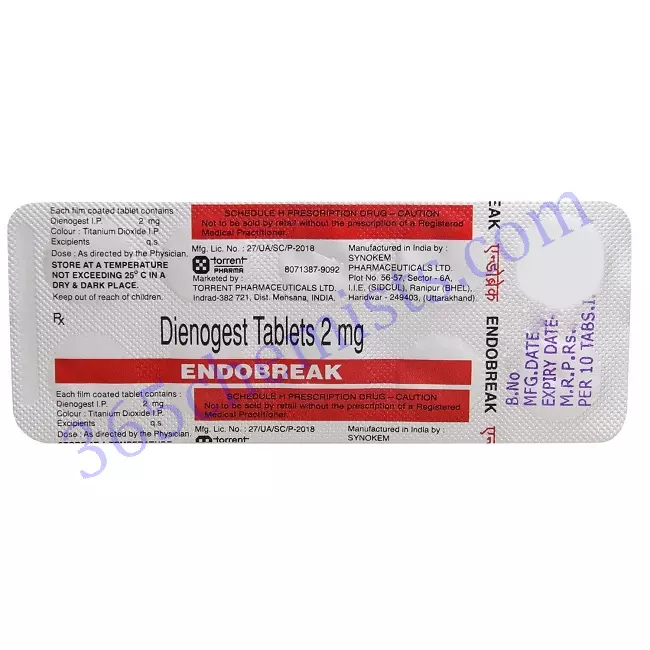 Each film coated tablet contains :
Dienogest I.P. 2 mg
Colour : Titanium Dioxide I.P.
Excipients q.s.
Dose : As directed by the Physician.
STORE AT A TEMPERATURE
NOT EXCEEDING 25° C IN A
DRY & DARK PLACE.
Keep out of reach of children.
SCHEDULE H PRESCRIPTION DRUG – CAUTION
Not to be sold by retail without the prescription of a Registered
Medical Practitioner.
Mfg. Lic. No. : 27/UA/SC/P-2018
torrent
PHARMA
8071387-9092
Marketed by :
TORRENT PHARMACEUTICALS LTD.
Indrad-382 721, Dist. Mehsana, INDIA.
Manufactured in India by :
SYNOKEM
PHARMACEUTICALS LTD.
Plot No. 56-57, Sector - 6A,
I.I.E. (SIDCUL), Ranipur (BHEL),
Haridwar - 249403, (Uttarakhand)
Rx
Dienogest Tablets 2 mg
ENDOBREAK
Each film coated tablet contains :
Dienogest I.P. 2 mg
Colour : Titanium Dioxide I.P.
Excipients q.s.
Dose : As directed by the Physician.
SCHEDULE H PRESCRIPTION DRUG – CAUTION
Not to be sold by retail without the prescription of a Registered
Medical Practitioner.
Mfg. Lic. No. : 27/UA/SC/P-2018
torrent
Manufactured in India by :
SYNOKEM
EAK
एन्डोब्रेक
ENDOBREAK
B.No.
MFG.DATE
EXPIRY DATE
M.R.P.Rs.
PER 10 TABS.I.
365chemists.com